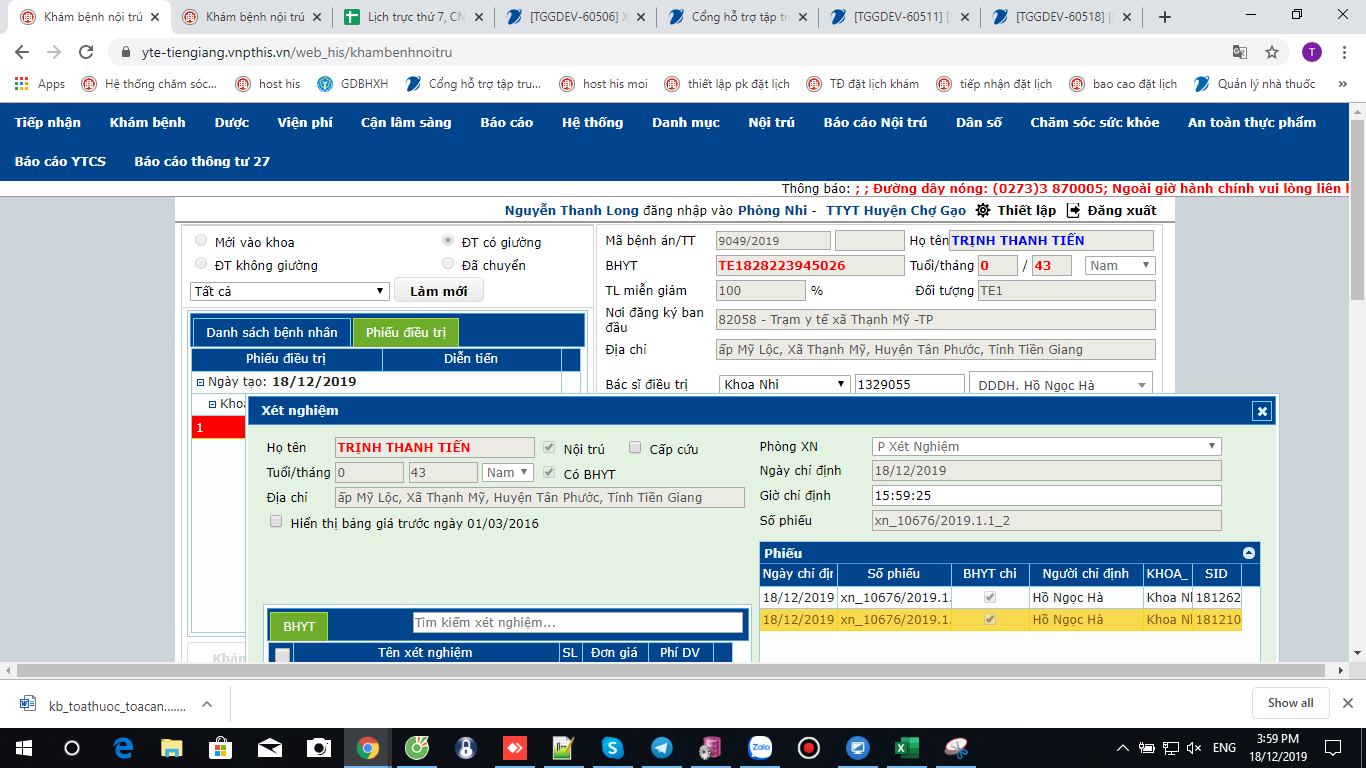 Khám bệnh nội trú
Khám bệnh nội trú
Lịch trực thứ 7, CN
[TGGDEV-60506] X
Cổng hỗ trợ tập tr
[TGGDEV-60511] [
[TGGDEV-60518] [
yte-tiengiang.vnpthis.vn/web_his/khambenhnoitru
T
Apps
Hệ thống chăm sóc...
host his
GDBHXH
Cổng hỗ trợ tập tru...
host his moi
thiết lập pk đặt lịch
TĐ đặt lịch khám
tiếp nhận đặt lịch
bao cao đặt lịch
Quản lý nhà thuốc
»
Tiếp nhận Khám bệnh Dược Viện phí Cận lâm sàng Báo cáo Hệ thống Danh mục Nội trú Báo cáo Nội trú Dân số Chăm sóc sức khỏe An toàn thực phẩm
Báo cáo YTCS Báo cáo thông tư 27
Thông báo: ; ; Đường dây nóng: (0273)3 870005; Ngoài giờ hành chính vui lòng liên h
Nguyễn Thanh Long đăng nhập vào Phòng Nhi - TTYT Huyện Chợ Gạo Thiết lập Đăng xuất
Mới vào khoa ĐT có giường
ĐT không giường Đã chuyển
Tất cả Làm mới
Danh sách bệnh nhân Phiếu điều trị
Phiếu điều trị Diễn tiến
Ngày tạo: 18/12/2019
Kho
1
Khám
Mã bệnh án/TT 9049/2019 Họ tên TRỊNH THANH TIẾN
BHYT TE1828223945026 Tuổi/tháng 0 / 43 Nam
TL miễn giảm 100 % Đối tượng TE1
Nơi đăng ký ban đầu 82058 - Trạm y tế xã Thạnh Mỹ -TP
Địa chỉ ấp Mỹ Lộc, Xã Thạnh Mỹ, Huyện Tân Phước, Tỉnh Tiền Giang
Bác sĩ điều trị Khoa Nhi 1329055 DDDH. Hồ Ngọc Hà
Xét nghiệm
Họ tên TRỊNH THANH TIẾN Nội trú Cấp cứu
Tuổi/tháng 0 43 Nam Có BHYT
Địa chỉ ấp Mỹ Lộc, Xã Thạnh Mỹ, Huyện Tân Phước, Tỉnh Tiền Giang
Hiển thị bảng giá trước ngày 01/03/2016
Phòng XN P Xét Nghiệm
Ngày chỉ định 18/12/2019
Giờ chỉ định 15:59:25
Số phiếu xn_10676/2019.1.1_2
Phiếu
Ngày chỉ địn Số phiếu BHYT chi Người chỉ định KHOA_ SID
18/12/2019 xn_10676/2019.1. Hồ Ngọc Hà Khoa Nh 181262
18/12/2019 xn_10676/2019.1. Hồ Ngọc Hà Khoa Nh 181210
BHYT Tìm kiếm xét nghiệm...
Tên xét nghiệm SL Đơn giá Phí DV
kb_toathuoc_toacan.......
Show all
ENG
3:59 PM
18/12/2019